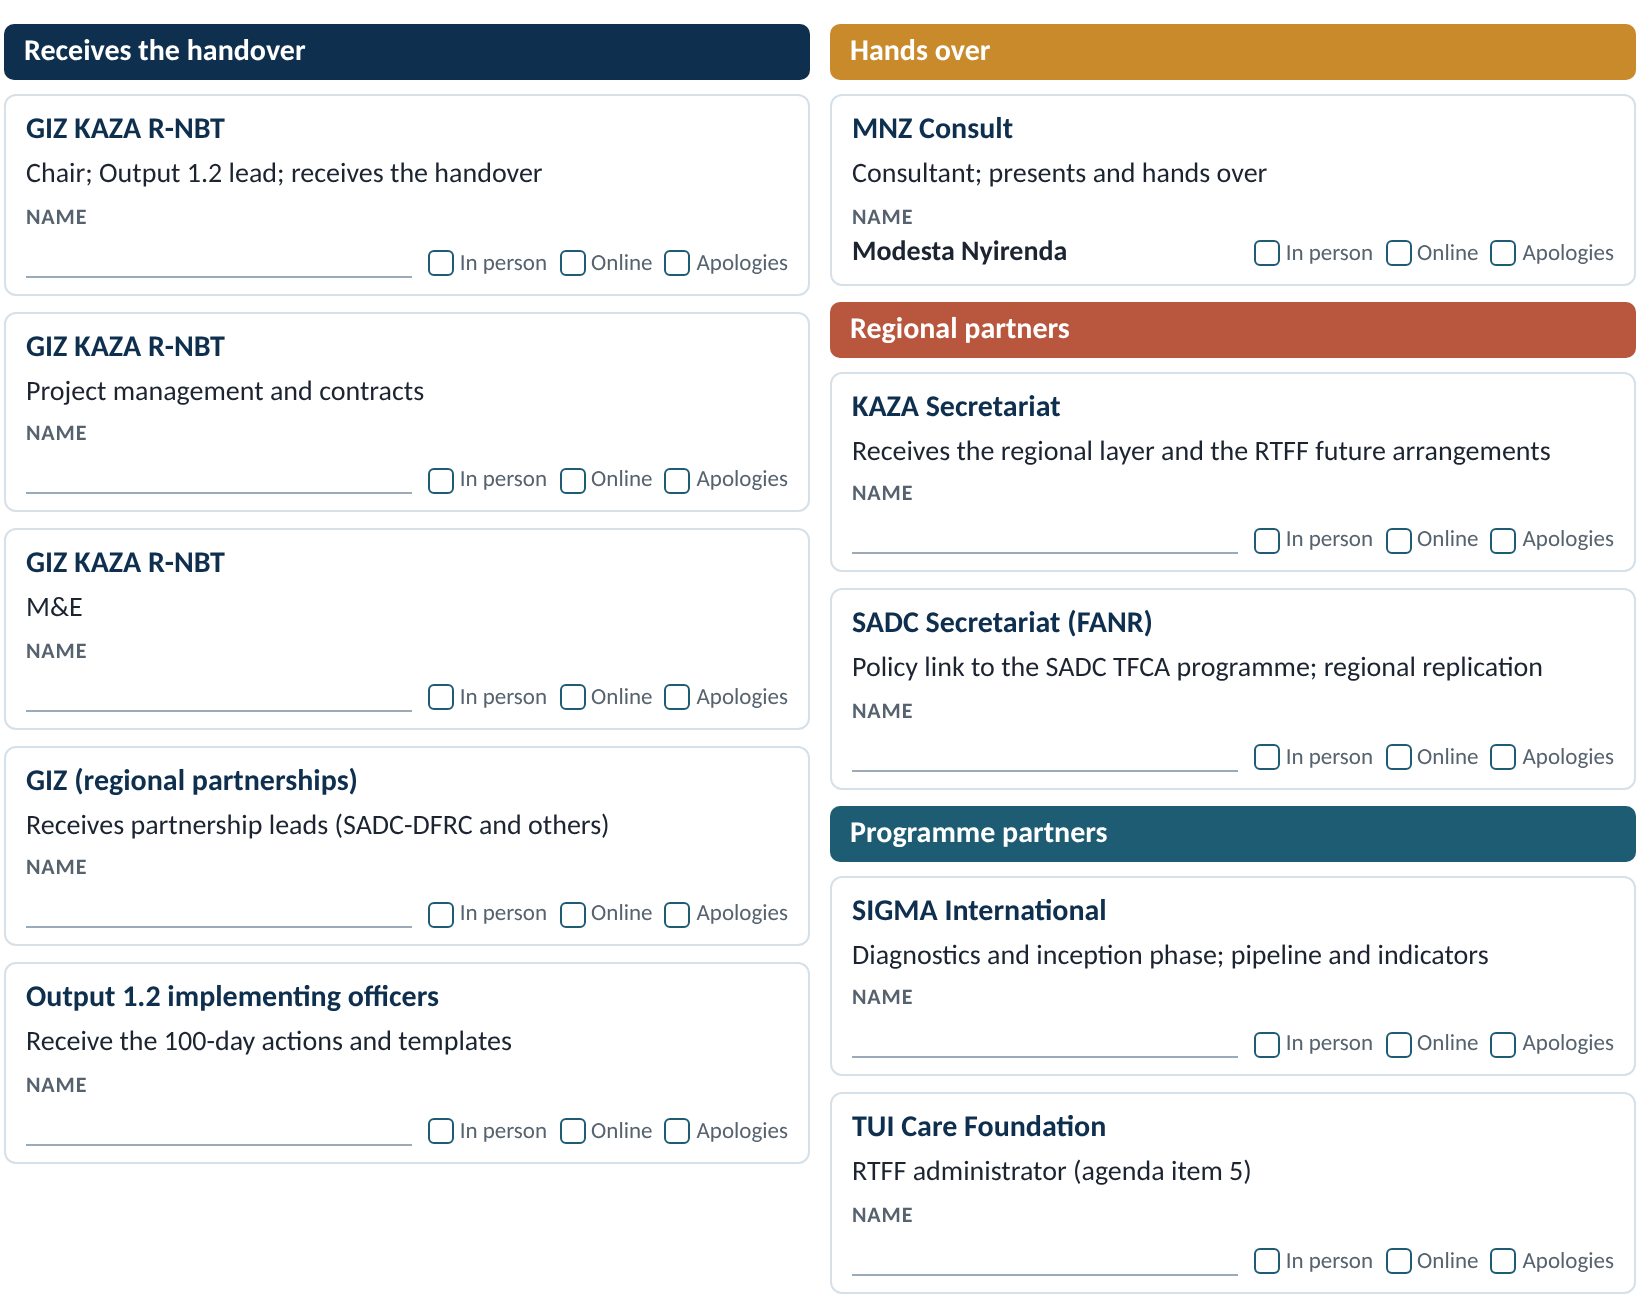 Receives the handover
GIZ KAZA R-NBT
Chair; Output 1.2 lead; receives the handover
NAME
In person Online Apologies
GIZ KAZA R-NBT
Project management and contracts
NAME
In person Online Apologies
GIZ KAZA R-NBT
M&E
NAME
In person Online Apologies
GIZ (regional partnerships)
Receives partnership leads (SADC-DFRC and others)
NAME
In person Online Apologies
Output 1.2 implementing officers
Receive the 100-day actions and templates
NAME
In person Online Apologies
Hands over
MNZ Consult
Consultant; presents and hands over
NAME
Modesta Nyirenda In person Online Apologies
Regional partners
KAZA Secretariat
Receives the regional layer and the RTFF future arrangements
NAME
In person Online Apologies
SADC Secretariat (FANR)
Policy link to the SADC TFCA programme; regional replication
NAME
In person Online Apologies
Programme partners
SIGMA International
Diagnostics and inception phase; pipeline and indicators
NAME
In person Online Apologies
TUI Care Foundation
RTFF administrator (agenda item 5)
NAME
In person Online Apologies